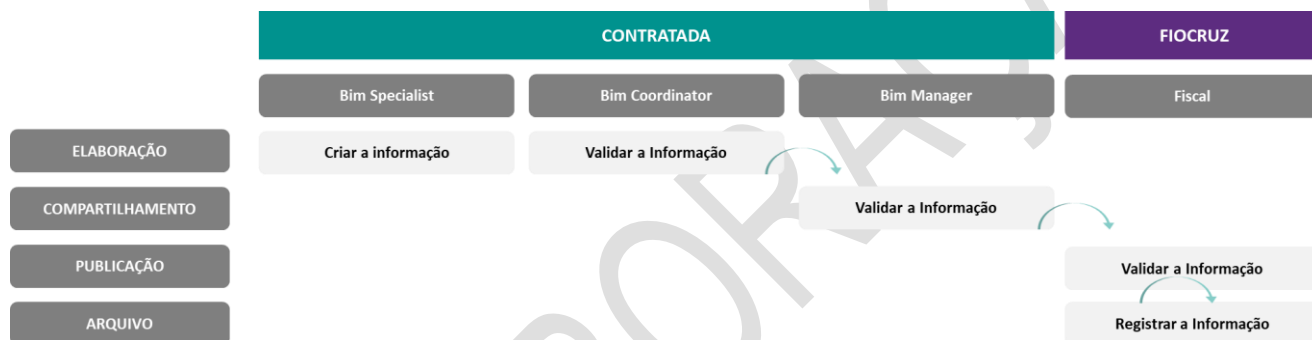 CONTRATADA FIOCRUZ
Bim Specialist Bim Coordinator Bim Manager Fiscal
ELABORAÇÃO Criar a informação Validar a Informação
COMPARTILHAMENTO Validar a Informação
PUBLICAÇÃO Validar a Informação
ARQUIVO Registrar a Informação